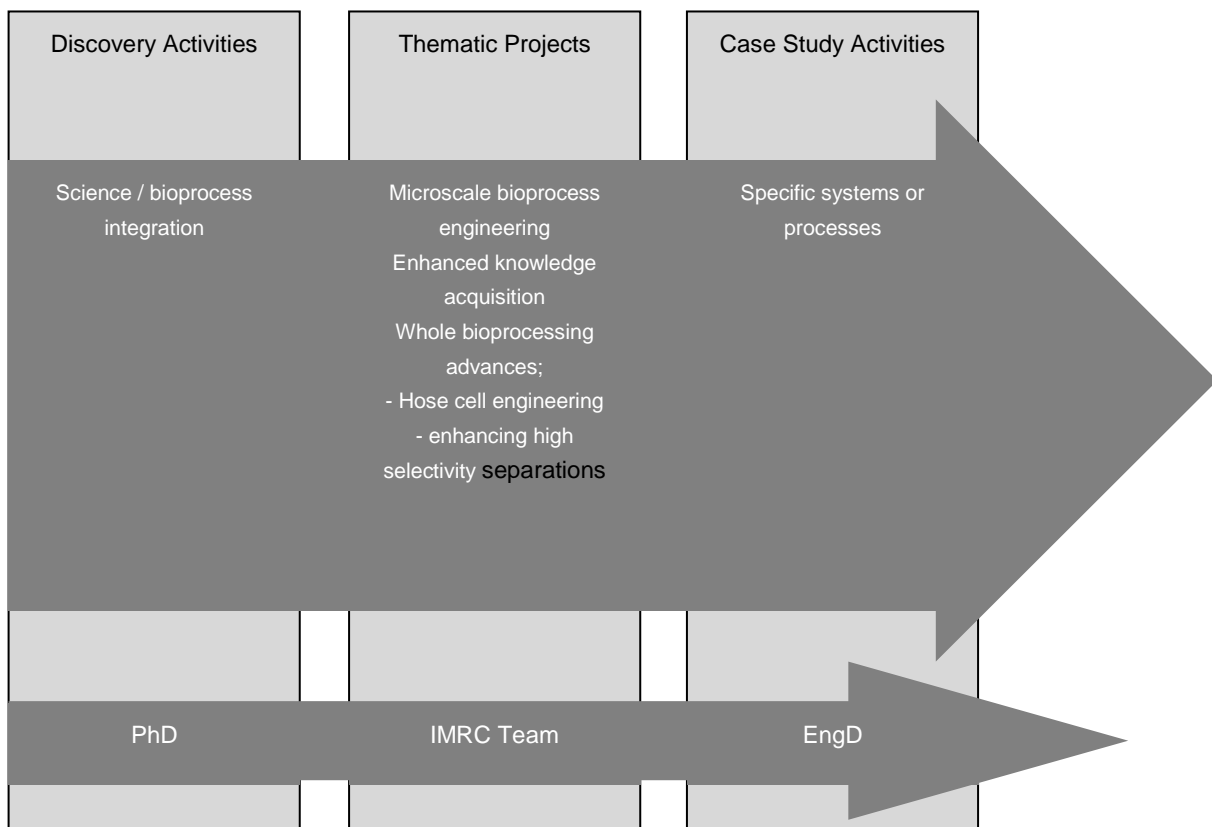 Discovery Activities
Thematic Projects
Case Study Activities
Science / bioprocess
integration
Microscale bioprocess
engineering
Enhanced knowledge
acquisition
Whole bioprocessing
advances;
- Hose cell engineering
- enhancing high
selectivity separations
Specific systems or
processes
PhD
IMRC Team
EngD